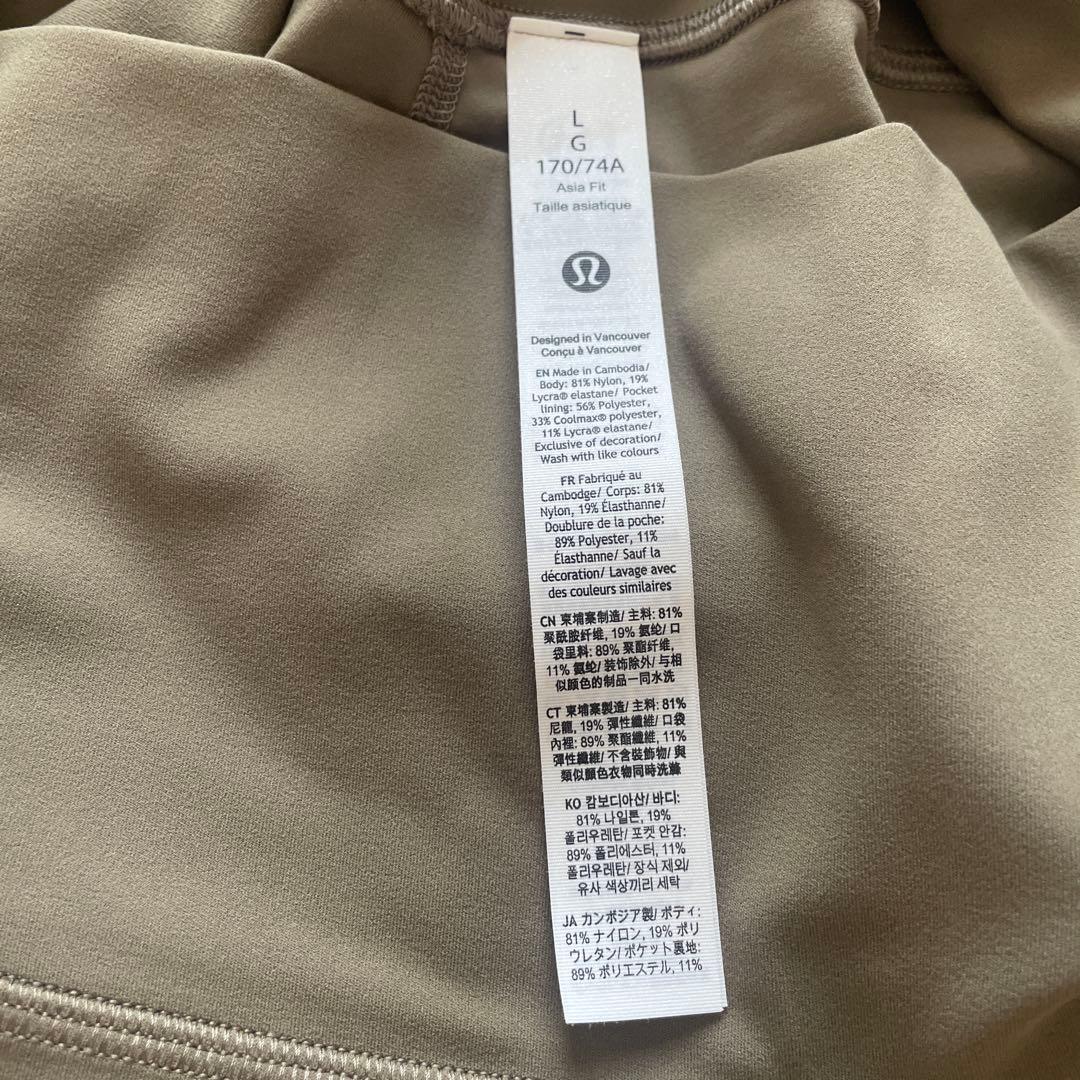 L
G
170/74A
Asia Fit
Taille asiatique
Designed in Vancouver
Conçu à Vancouver
EN Made in Cambodia/
Body: 81% Nylon, 19%
Lycra® elastane/ Pocket
lining: 56% Polyester,
33% Coolmax® polyester,
11% Lycra® elastane/
Exclusive of decoration/
Wash with like colours
FR Fabriqué au
Cambodge/ Corps: 81%
Nylon, 19% Élasthanne/
Doublure de la poche:
89% Polyester, 11%
Élasthanne/ Sauf la
décoration/ Lavage avec
des couleurs similaires
CN 柬埔寨制造/ 主料: 81%
聚酰胺纤维, 19% 氨纶/ 口
袋里料: 89% 聚酯纤维,
11% 氨纶/ 装饰除外/ 与相
似颜色的制品一同水洗
CT 柬埔寨製造/ 主料: 81%
尼龍, 19% 彈性纖維/ 口袋
內裡: 89% 聚酯纖維, 11%
彈性纖維/ 不含裝飾物/ 與
類似顏色衣物同時洗滌
KO 캄보디아산/ 바디:
81% 나일론, 19%
폴리우레탄/ 포켓 안감:
89% 폴리에스터, 11%
폴리우레탄/ 장식 제외/
유사 색상끼리 세탁
JA カンボジア製/ ボディ:
81% ナイロン, 19% ポリ
ウレタン/ ポケット裏地:
89% ポリエステル, 11%